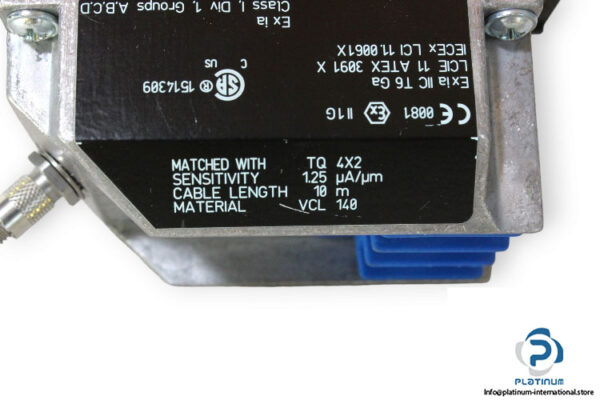 Ex ia
Class I, Div 1, Groups A,B,C,D
IECEx LCI 11.0061X
LCIE 11 ATEX 3091 X
Ex ia IIC T6 Ga
C US
® 1514309
CE 0081 Ex II 1G
MATCHED WITH TQ 4X2
SENSITIVITY 1.25 µA/µm
CABLE LENGTH 10 m
MATERIAL VCL 140
PLATINUM
Info@platinum-international.store